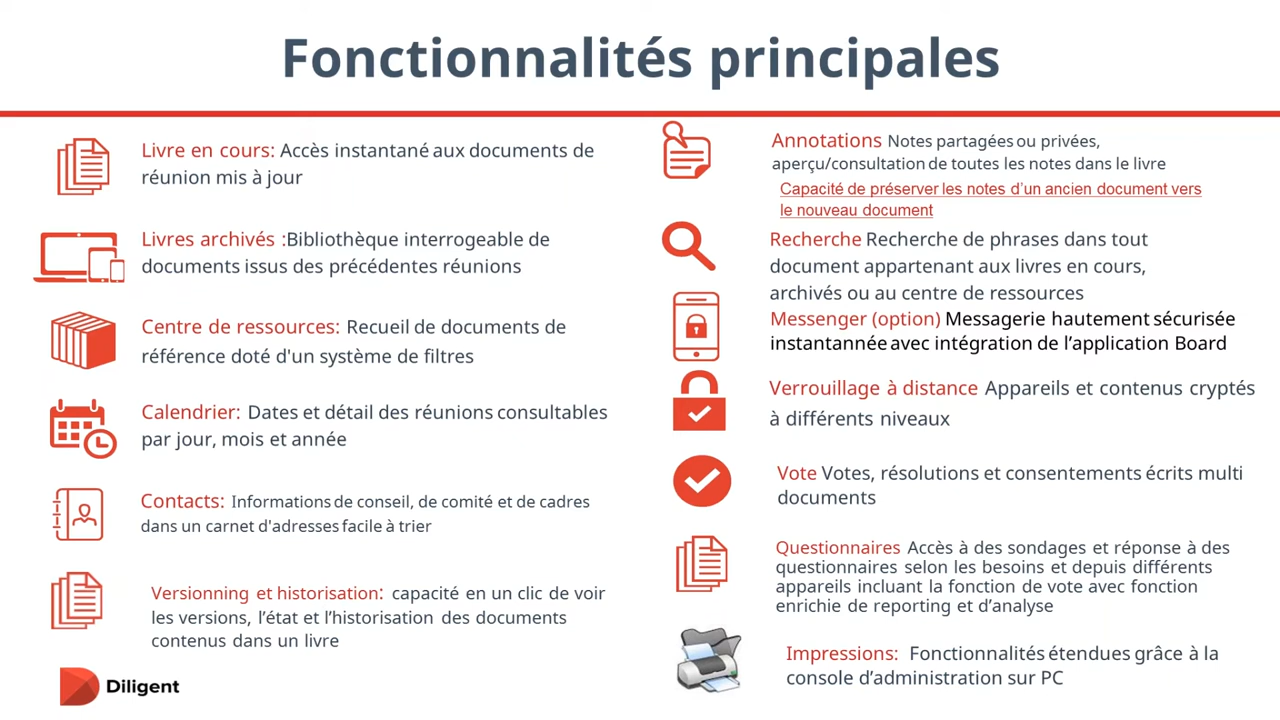 Fonctionnalités principales
Livre en cours: Accès instantané aux documents de
réunion mis à jour
Livres archivés :Bibliothèque interrogeable de
documents issus des précédentes réunions
Centre de ressources: Recueil de documents de
référence doté d'un système de filtres
Calendrier: Dates et détail des réunions consultables
par jour, mois et année
Contacts: Informations de conseil, de comité et de cadres
dans un carnet d'adresses facile à trier
Versionning et historisation: capacité en un clic de voir
les versions, l’état et l’historisation des documents
contenus dans un livre
Diligent
Annotations Notes partagées ou privées,
aperçu/consultation de toutes les notes dans le livre
Capacité de préserver les notes d’un ancien document vers
le nouveau document
Recherche Recherche de phrases dans tout
document appartenant aux livres en cours,
archivés ou au centre de ressources
Messenger (option) Messagerie hautement sécurisée
instantannée avec intégration de l’application Board
Verrouillage à distance Appareils et contenus cryptés
à différents niveaux
Vote Votes, résolutions et consentements écrits multi
documents
Questionnaires Accès à des sondages et réponse à des
questionnaires selon les besoins et depuis différents
appareils incluant la fonction de vote avec fonction
enrichie de reporting et d’analyse
Impressions: Fonctionnalités étendues grâce à la
console d’administration sur PC